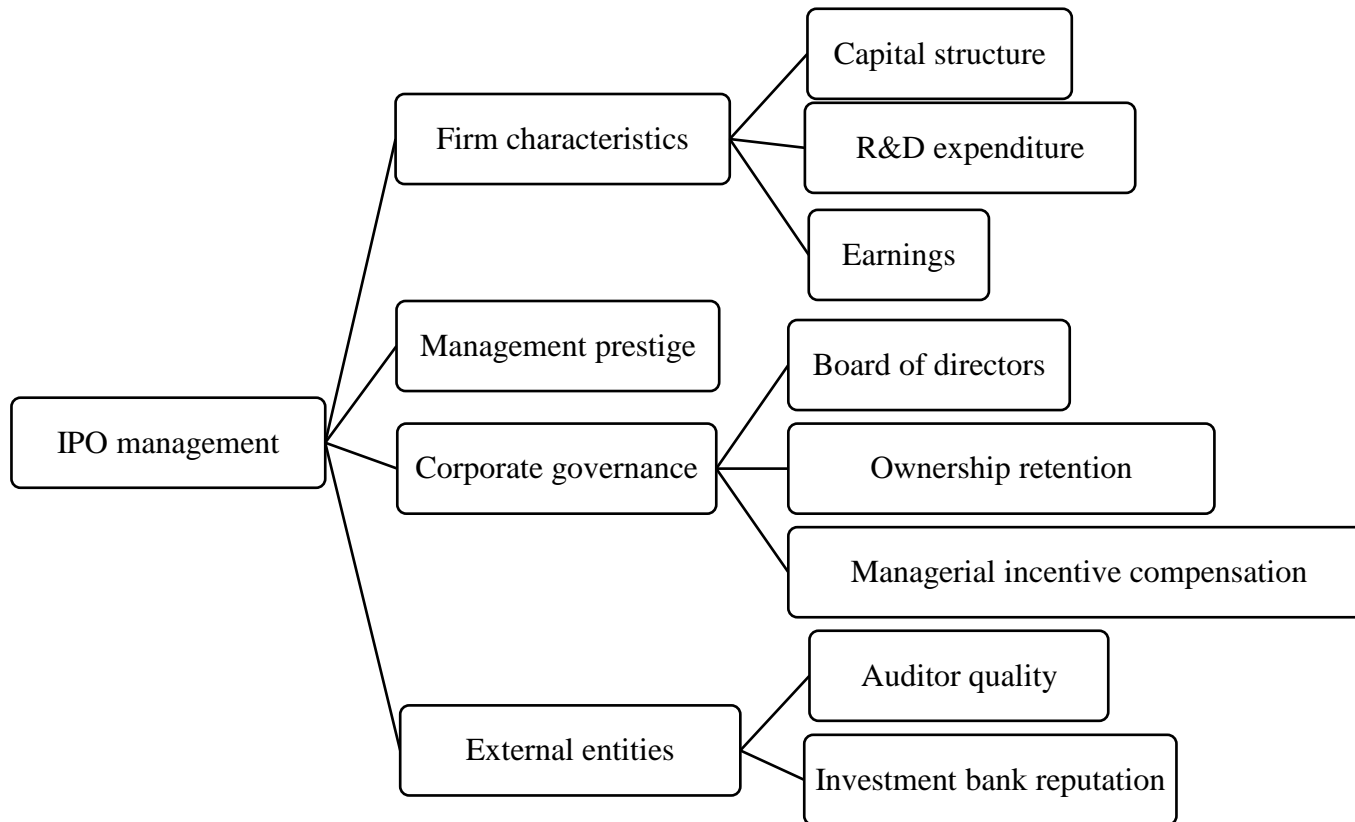 Capital structure
Firm characteristics
R&D expenditure
Earnings
Management prestige
Board of directors
IPO management
Corporate governance
Ownership retention
Managerial incentive compensation
Auditor quality
External entities
Investment bank reputation